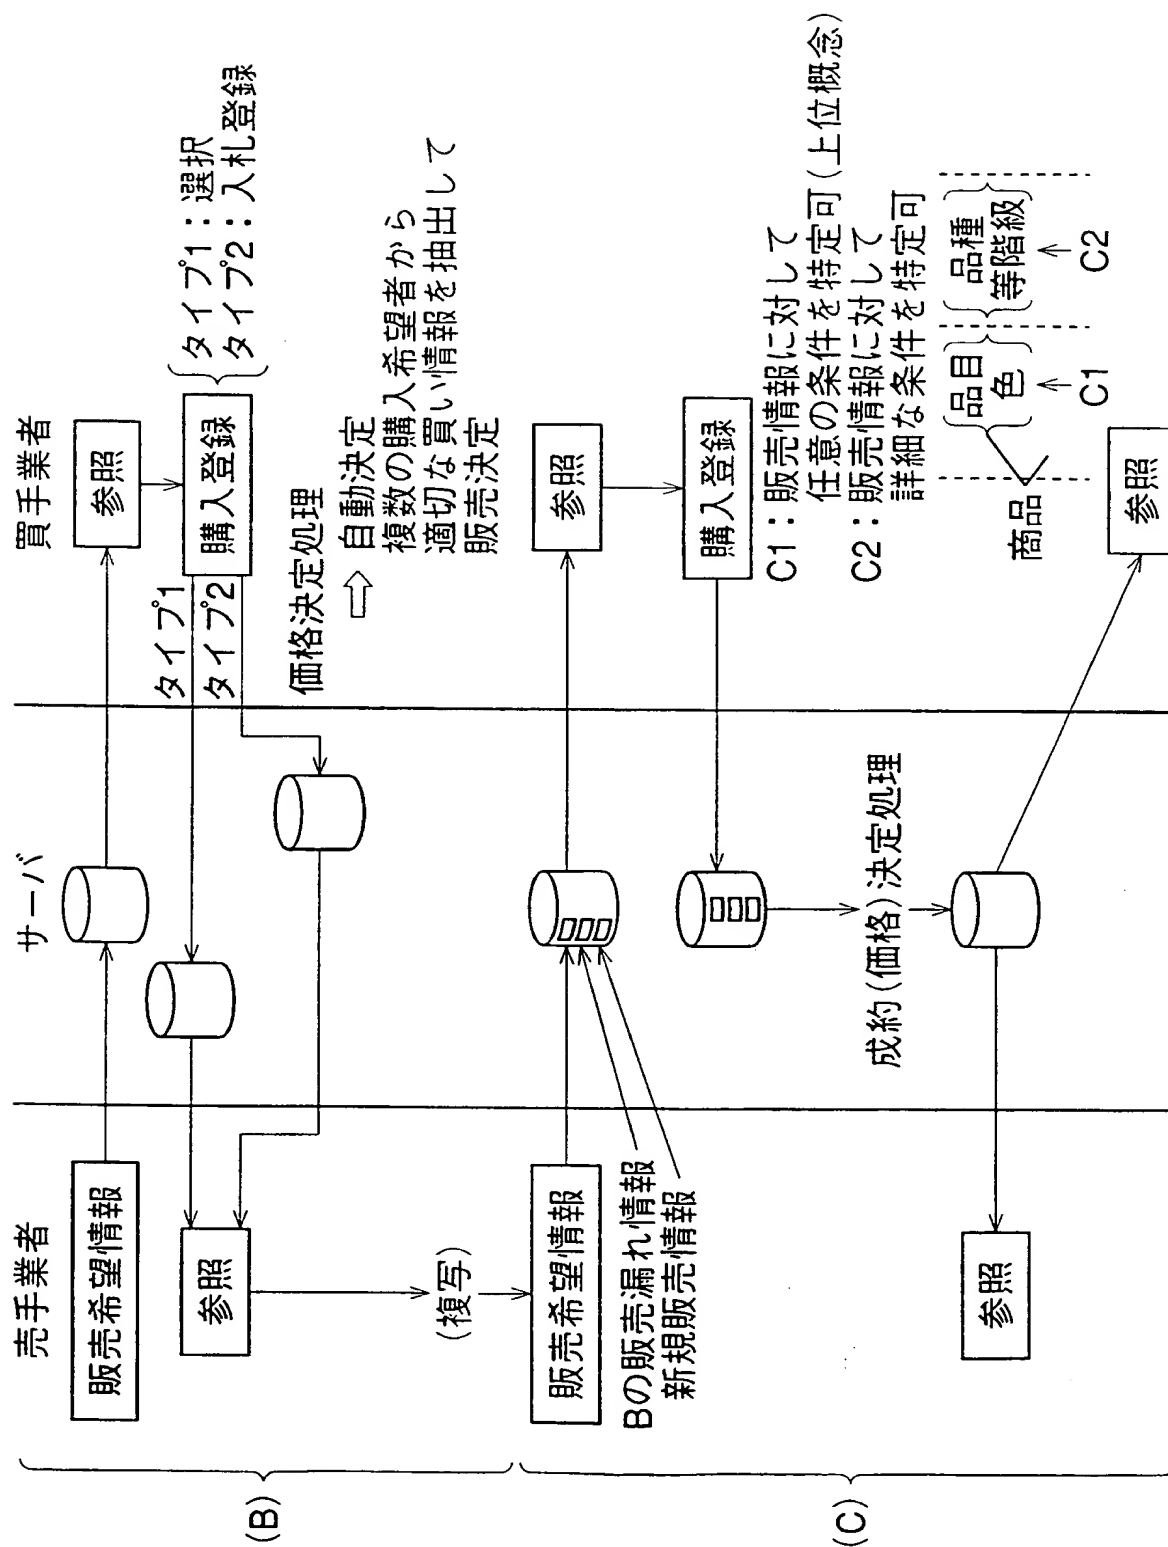 売手業者
サーバ
買手業者
(B)
販売希望情報
参照
参照
購入登録
タイプ1:選択
タイプ2:入札登録
タイプ1
タイプ2
価格決定処理
自動決定
複数の購入希望者から
適切な買い情報を抽出して
販売決定
(複写)
(C)
販売希望情報
Bの販売漏れ情報
新規販売情報
参照
購入登録
C1:販売情報に対して
任意の条件を特定可(上位概念)
C2:販売情報に対して
詳細な条件を特定可
成約(価格)決定処理
商品
品目
色
品種
等階級
C1
C2
参照
参照